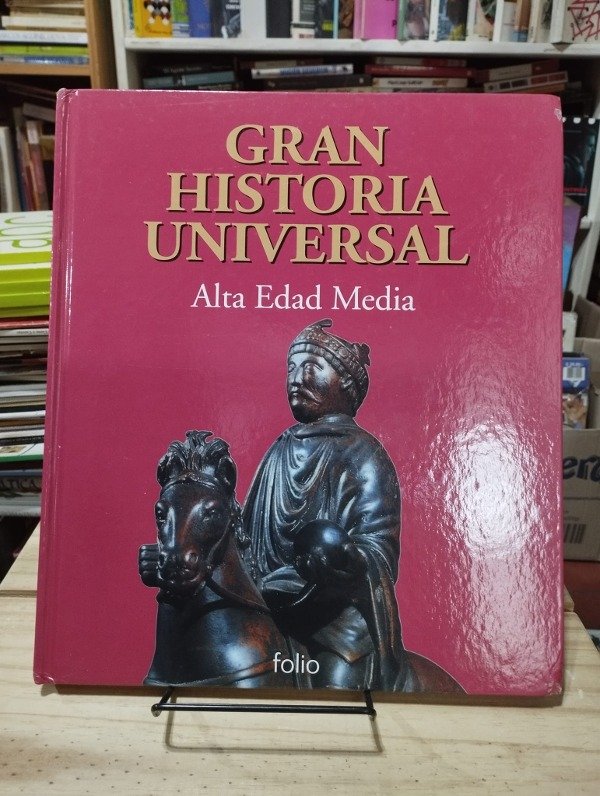 GRAN
HISTORIA
UNIVERSAL
Alta Edad Media
folio